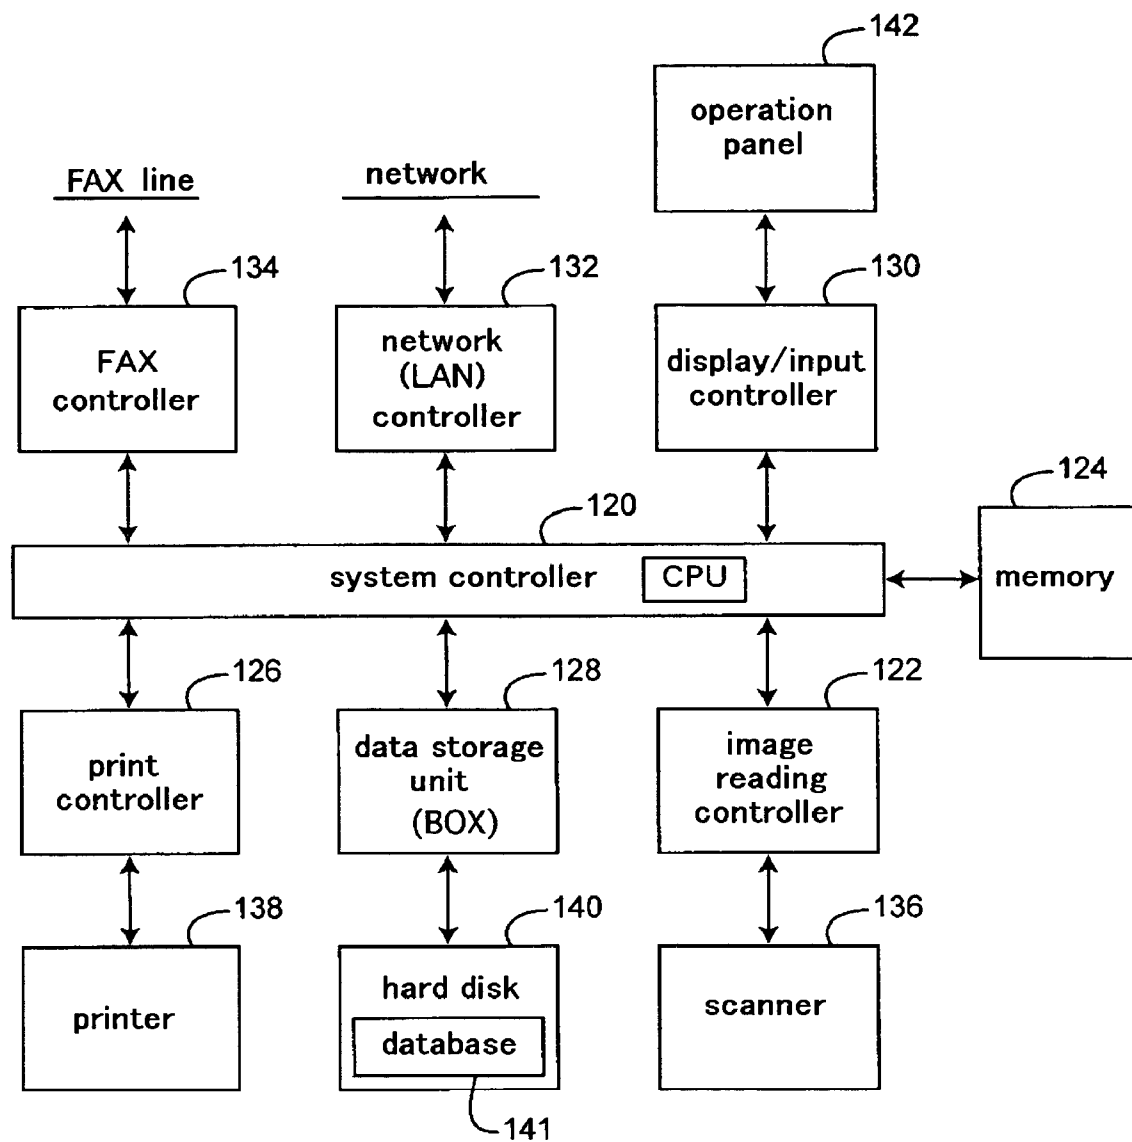 142
operation
panel
FAX line
network
134
132
130
FAX
controller
network
(LAN)
controller
display/input
controller
124
120
system controller
CPU
memory
126
128
122
print
controller
data storage
unit
(BOX)
image
reading
controller
138
140
136
printer
hard disk
database
scanner
141